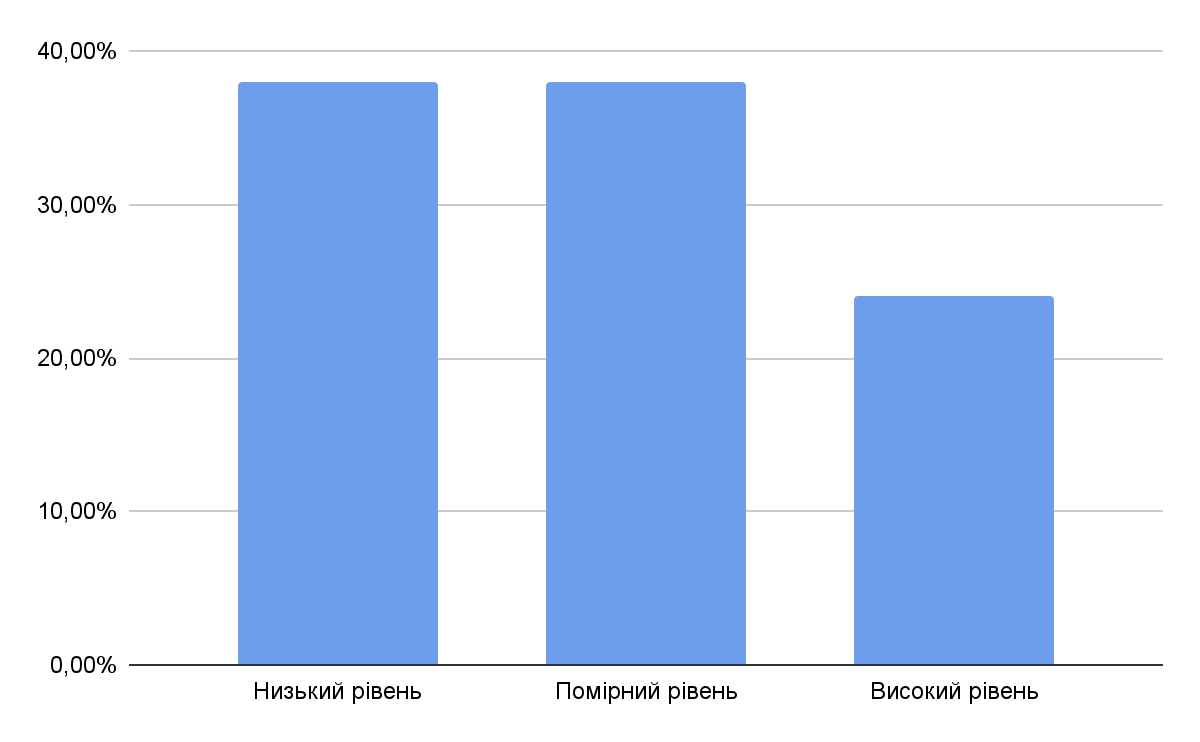 40,00%
30,00%
20,00%
10,00%
0,00%
Низький рівень
Помірний рівень
Високий рівень